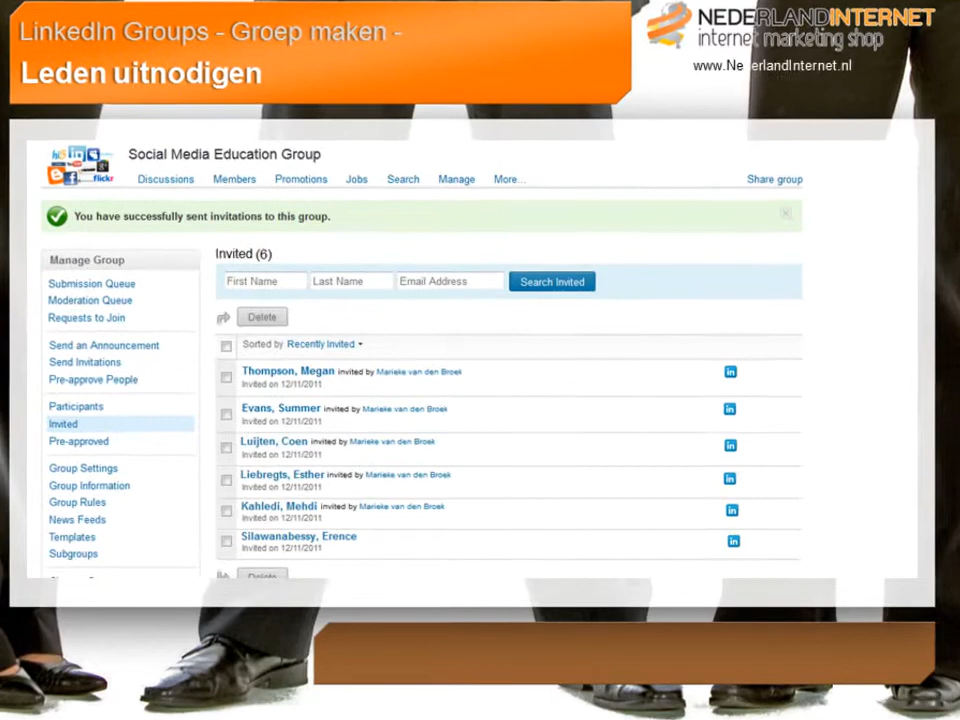 LinkedIn Groups - Groep maken -
Leden uitnodigen
NEDERLANDINTERNET
internet marketing shop
www.NederlandInternet.nl
Social Media Education Group
Discussions Members Promotions Jobs Search Manage More... Share group
You have successfully sent invitations to this group.
Manage Group
Submission Queue
Moderation Queue
Requests to Join
Send an Announcement
Send Invitations
Pre-approve People
Participants
Invited
Pre-approved
Group Settings
Group Information
Group Rules
News Feeds
Templates
Subgroups
Invited (6)
First Name Last Name Email Address Search Invited
Delete
Sorted by Recently Invited
Thompson, Megan invited by Marieke van den Broek
Invited on 12/11/2011
Evans, Summer invited by Marieke van den Broek
Invited on 12/11/2011
Luijten, Coen invited by Marieke van den Broek
Invited on 12/11/2011
Liebregts, Esther invited by Marieke van den Broek
Invited on 12/11/2011
Kahledi, Mehdi invited by Marieke van den Broek
Invited on 12/11/2011
Silawanabessy, Erence
Invited on 12/11/2011
Delete